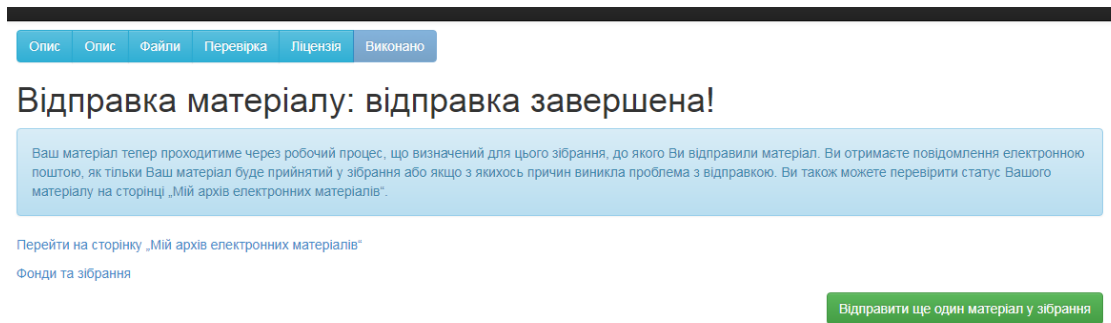 Опис Опис Файли Перевірка Ліцензія Виконано
Відправка матеріалу: відправка завершена!
Ваш матеріал тепер проходитиме через робочий процес, що визначений для цього зібрання, до якого Ви відправили матеріал. Ви отримаєте повідомлення електронною
поштою, як тільки Ваш матеріал буде прийнятий у зібрання або якщо з якихось причин виникла проблема з відправкою. Ви також можете перевірити статус Вашого
матеріалу на сторінці „Мій архів електронних матеріалів“.
Перейти на сторінку „Мій архів електронних матеріалів“
Фонди та зібрання
Відправити ще один матеріал у зібрання